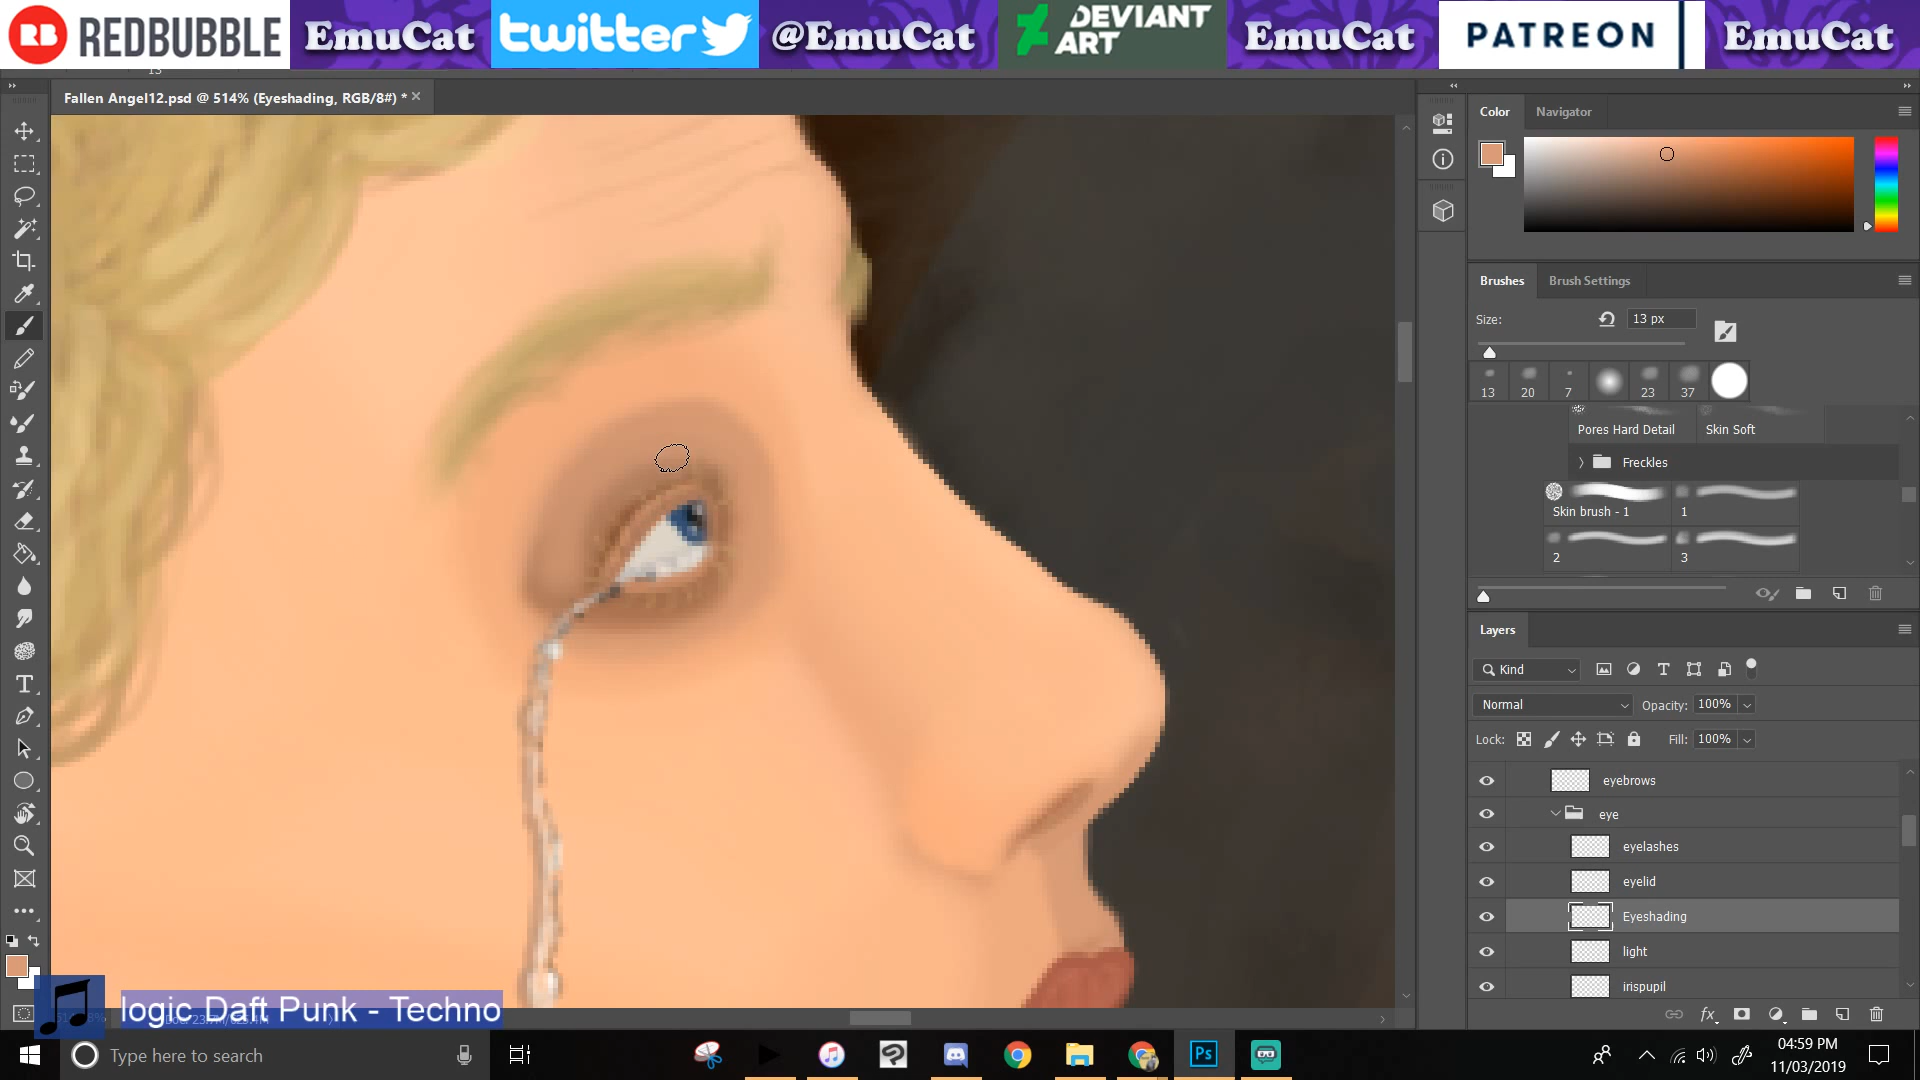 REDBUBBLE EmuCat twitter @EmuCat DEVIANT ART EmuCat PATREON EmuCat
13
Fallen Angel12.psd @ 514% (Eyeshading, RGB/8#) *
Color Navigator
Brushes Brush Settings
Size: 13 px
13 20 7 23 37
Pores Hard Detail Skin Soft
Freckles
Skin brush - 1 1
2 3
Layers
Kind
Normal Opacity: 100%
Lock: Fill: 100%
eyebrows
eye
eyelashes
eyelid
Eyeshading
light
irispupil
logic Daft Punk - Techno
Type here to search
Ps
04:59 PM
11/03/2019